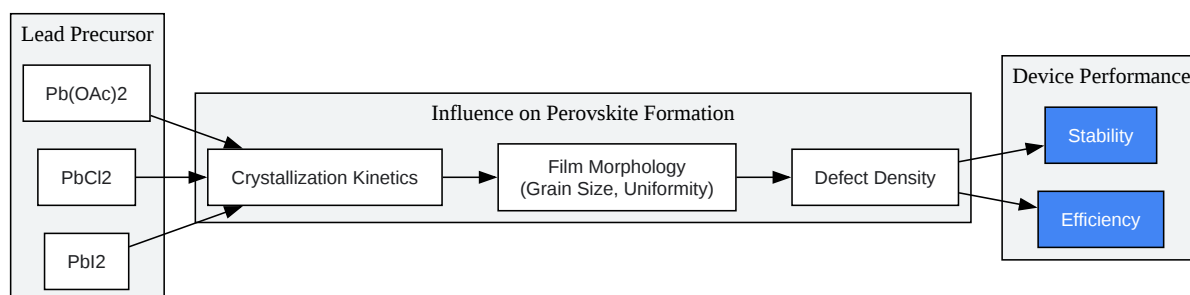 Lead Precursor
Pb(OAc)2
PbCl2
PbI2
Influence on Perovskite Formation
Crystallization Kinetics
Film Morphology
(Grain Size, Uniformity)
Defect Density
Device Performance
Stability
Efficiency